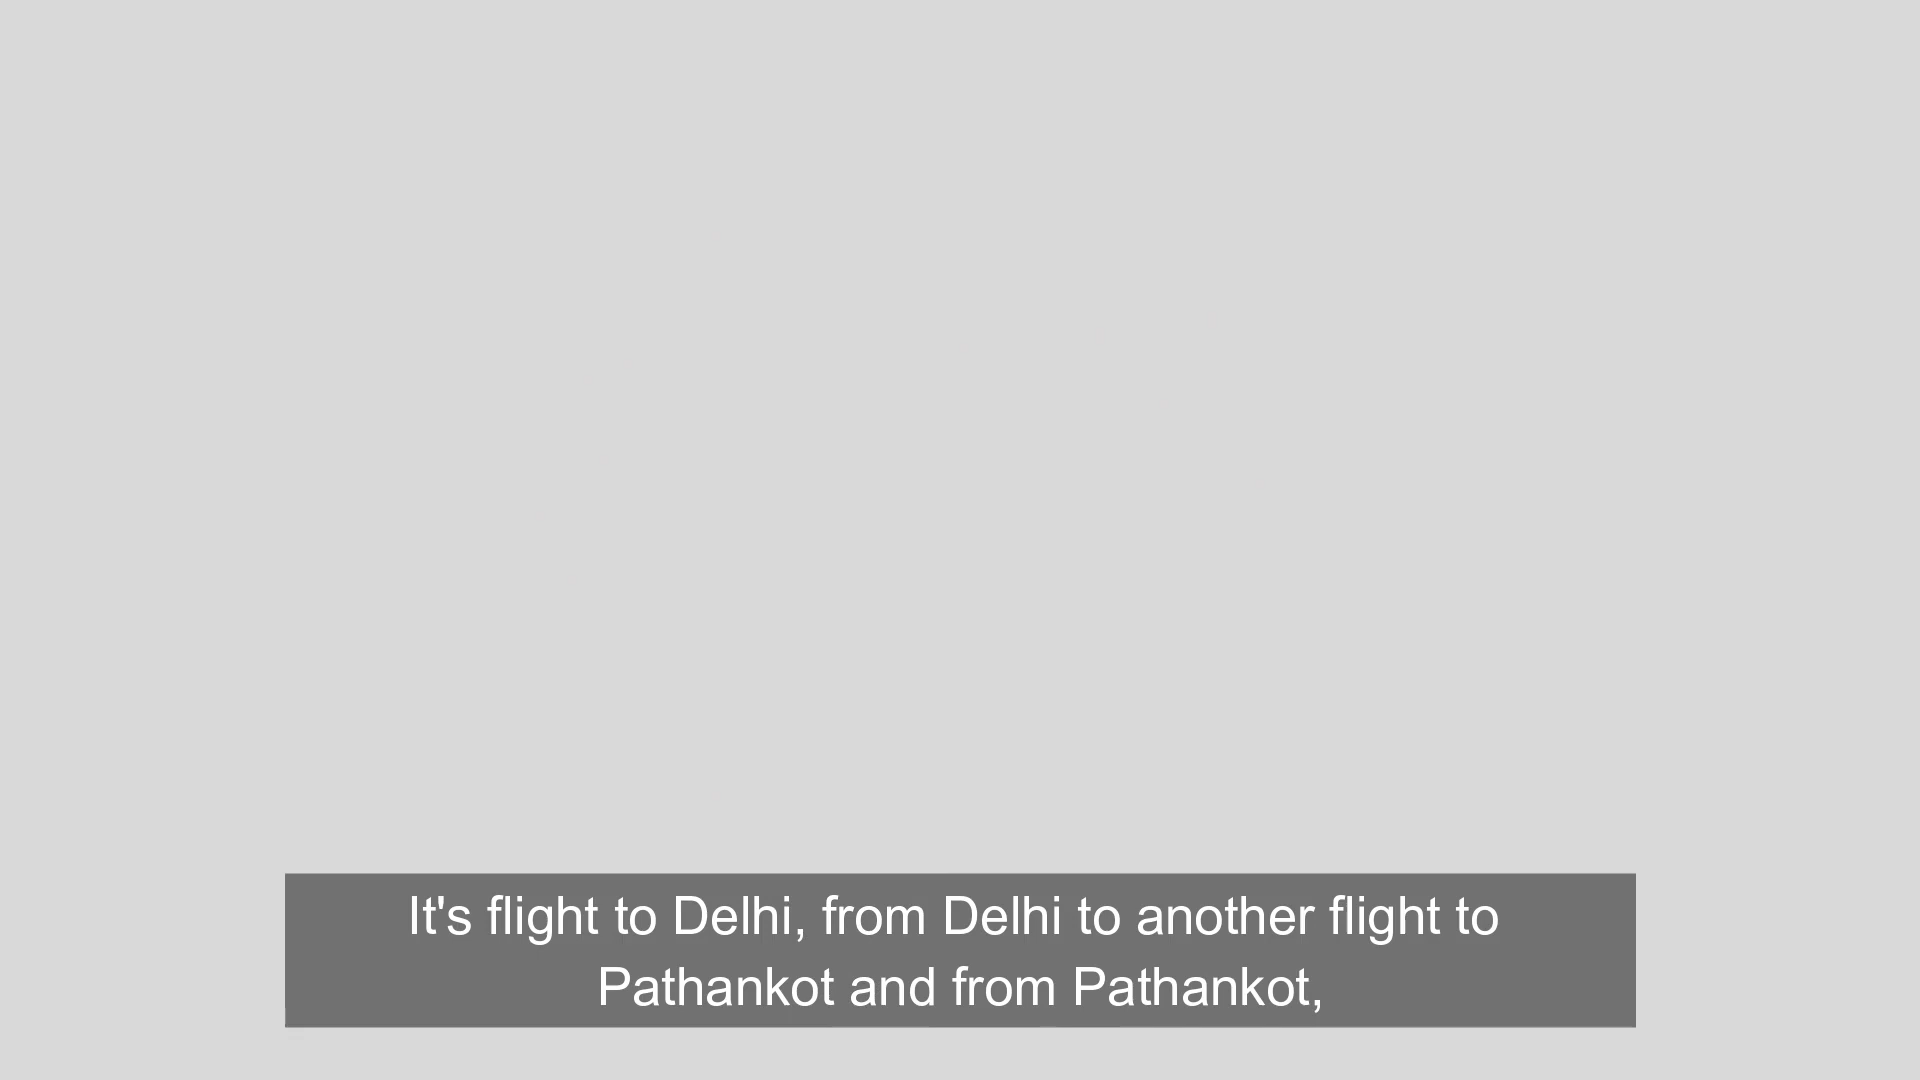 It's flight to Delhi, from Delhi to another flight to
Pathankot and from Pathankot,